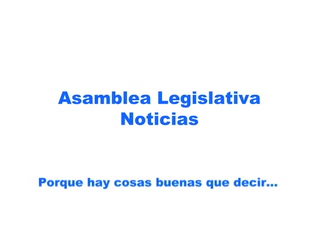 Asamblea Legislativa
Noticias
Porque hay cosas buenas que decir...